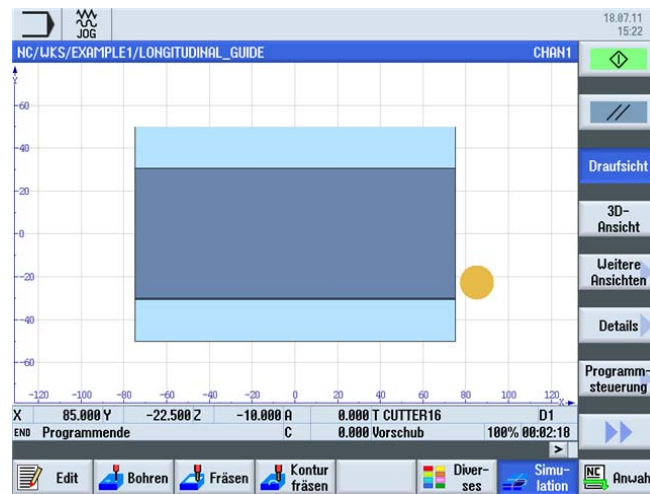 JOG
18.07.11
15:22
NC/WKS/EXAMPLE1/LONGITUDINAL_GUIDE CHAN1
Y
60
40
20
0
-20
-40
-60
-120 -100 -80 -60 -40 -20 0 20 40 60 80 100 120 X
X 85.000 Y -22.500 Z -10.000 A 0.000 T CUTTER16 D1
END Programmende C 0.000 Vorschub 100% 00:02:18
>
Draufsicht
3D-
Ansicht
Weitere
Ansichten
Details
Programm-
steuerung
Edit
Bohren
Fräsen
Kontur
fräsen
Diver-
ses
Simu-
lation
NC Anwah